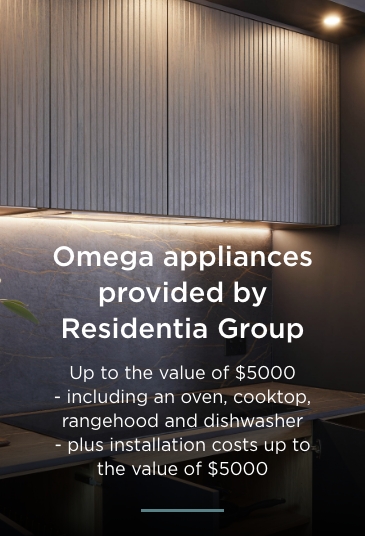 Omega appliances
provided by
Residentia Group
Up to the value of $5000
- including an oven, cooktop,
rangehood and dishwasher
- plus installation costs up to
the value of $5000